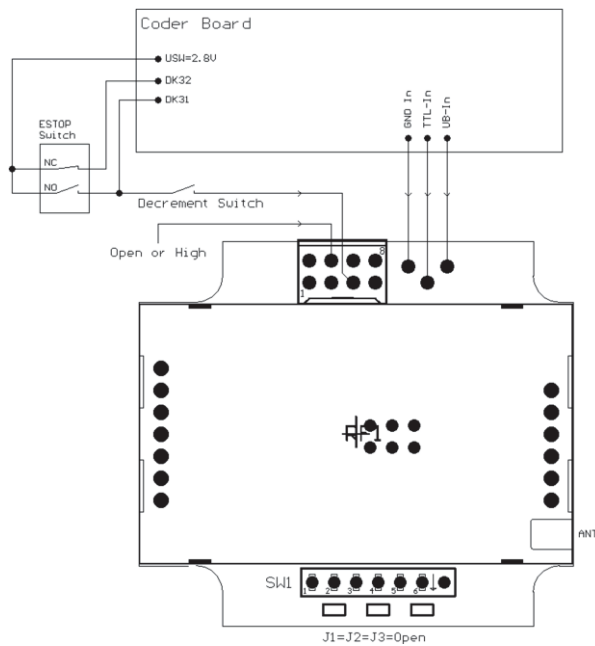 Coder Board
USW=2.8V
DK32
DK31
GND In
TTL-In
UB-In
ESTOP
Switch
NC
NO
Decrement Switch
Open or High
8
1
RF1
ANT
SW1
1 2 3 4 5 6
J1=J2=J3=Open